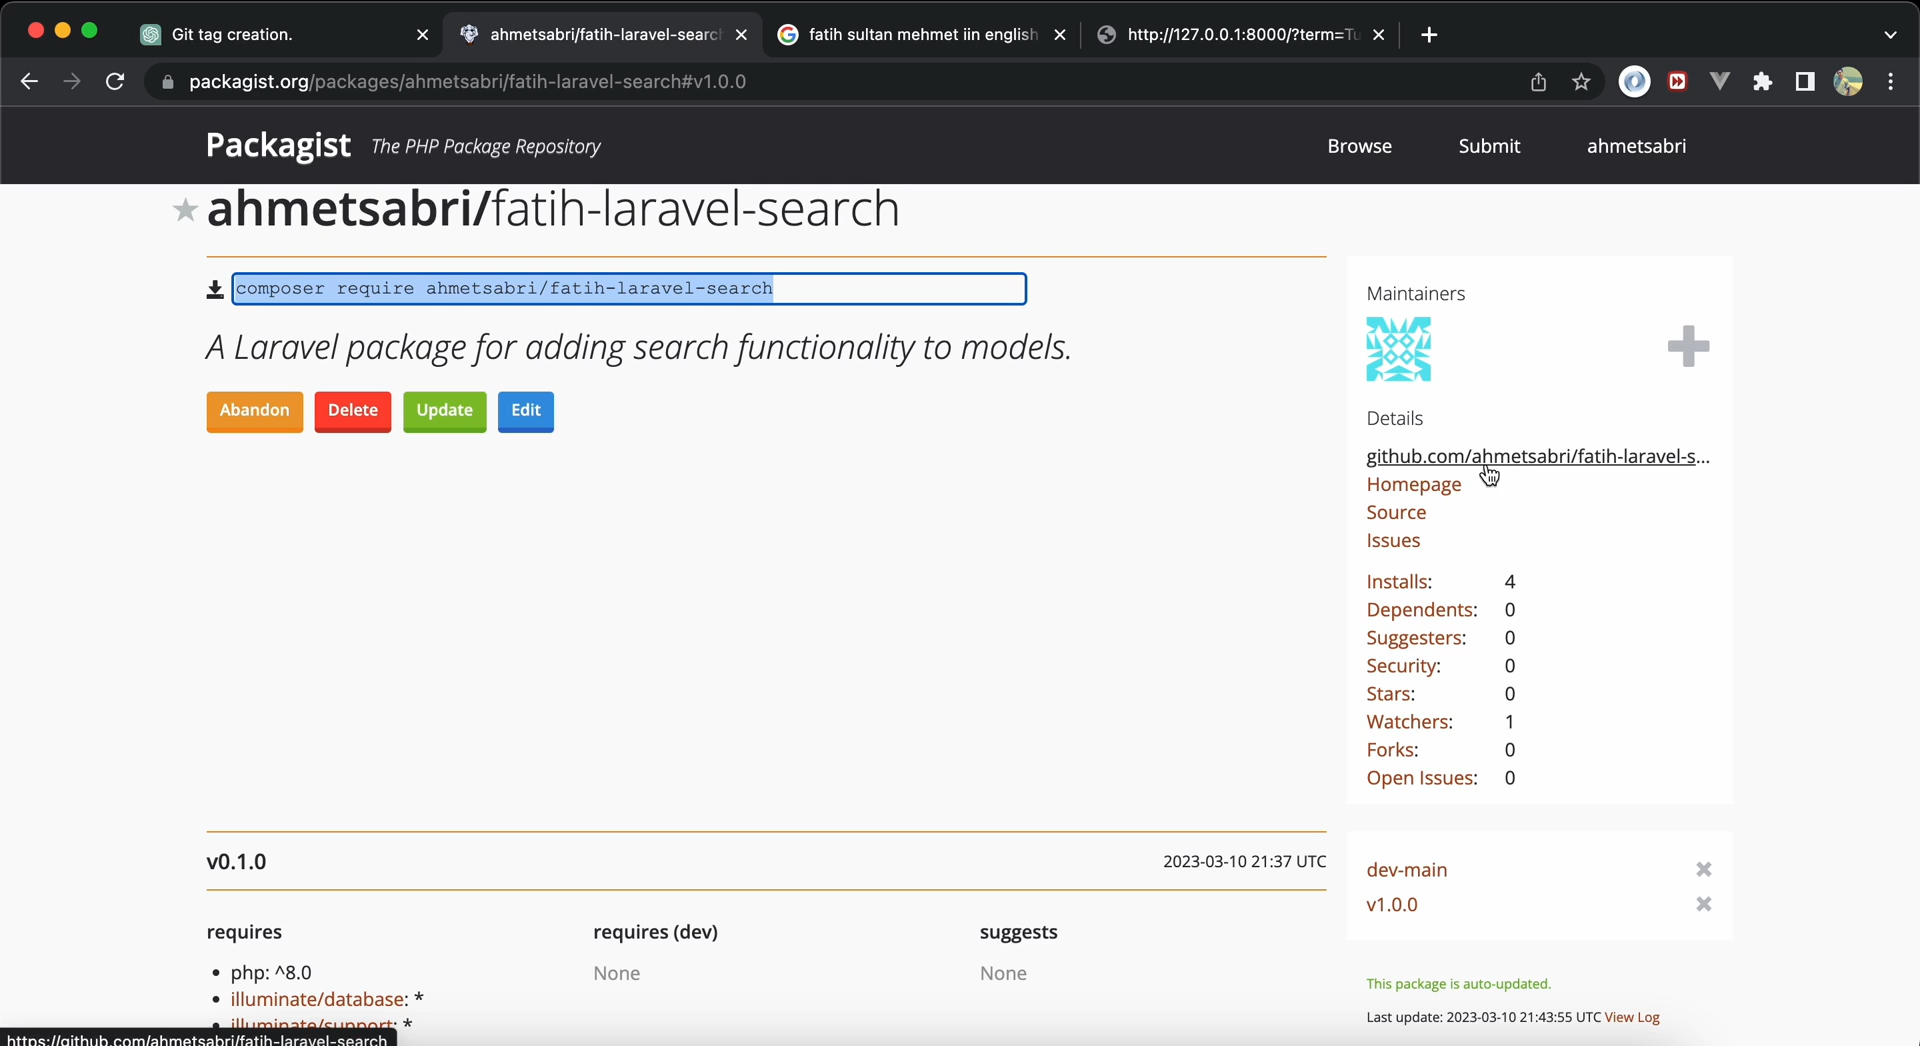 Git tag creation.
ahmetsabri/fatih-laravel-search
fatih sultan mehmet iin english
http://127.0.0.1:8000/?term=Tu
packagist.org/packages/ahmetsabri/fatih-laravel-search#v1.0.0
Packagist The PHP Package Repository
Browse
Submit
ahmetsabri
ahmetsabri/fatih-laravel-search
composer require ahmetsabri/fatih-laravel-search
A Laravel package for adding search functionality to models.
Abandon
Delete
Update
Edit
Maintainers
Details
github.com/ahmetsabri/fatih-laravel-s...
Homepage
Source
Issues
Installs: 4
Dependents: 0
Suggesters: 0
Security: 0
Stars: 0
Watchers: 1
Forks: 0
Open Issues: 0
v0.1.0
2023-03-10 21:37 UTC
dev-main
v1.0.0
requires
php: ^8.0
illuminate/database: *
illuminate/support: *
requires (dev)
None
suggests
None
This package is auto-updated.
Last update: 2023-03-10 21:43:55 UTC View Log
https://github.com/ahmetsabri/fatih-laravel-search